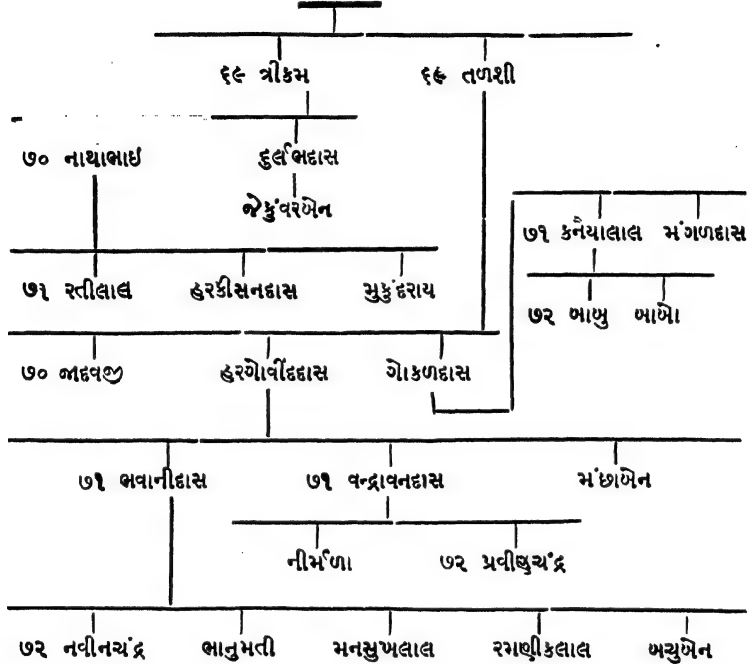 ૬૯ ત્રીકમ ૬૯ તળશી
૭૦ નાથાભાઈ દુર્લભદાસ
જેકુંવરબેન
૭૧ કનૈયાલાલ મંગળદાસ
૭૧ રતીલાલ હરકીસનદાસ મુકુંદરાય
૭૨ બાબુ બાબો
૭૦ જાદવજી હરગોવીંદદાસ ગોકળદાસ
૭૧ ભવાનીદાસ ૭૧ વન્દ્રાવનદાસ મંછાબેન
નીર્મળા ૭૨ પ્રવીણચંદ્ર
૭૨ નવીનચંદ્ર ભાનુમતી મનસુખલાલ રમણીકલાલ બચુબેન